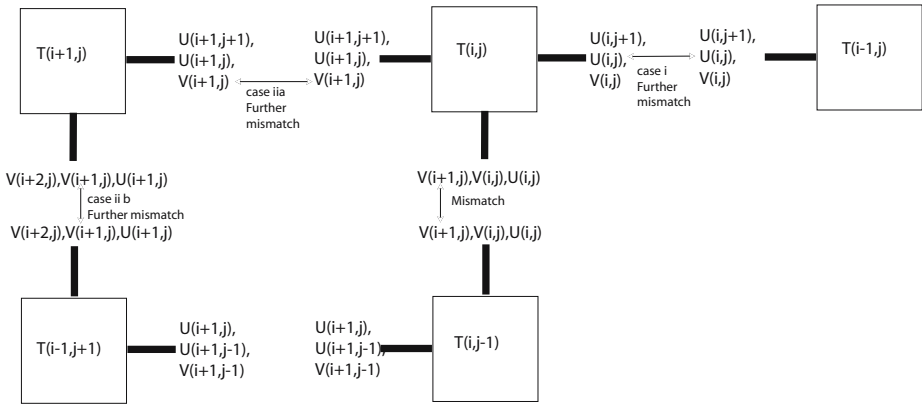 T(i+1,j)
U(i+1,j+1),
U(i+1,j),
V(i+1,j)
U(i+1,j+1),
U(i+1,j),
V(i+1,j)
T(i,j)
U(i,j+1),
U(i,j),
V(i,j)
U(i,j+1),
U(i,j),
V(i,j)
T(i-1,j)
case iia
Further
mismatch
case i
Further
mismatch
V(i+2,j),V(i+1,j),U(i+1,j)
case ii b
Further mismatch
V(i+2,j),V(i+1,j),U(i+1,j)
V(i+1,j),V(i,j),U(i,j)
Mismatch
V(i+1,j),V(i,j),U(i,j)
T(i-1,j+1)
U(i+1,j),
U(i+1,j-1),
V(i+1,j-1)
U(i+1,j),
U(i+1,j-1),
V(i+1,j-1)
T(i,j-1)